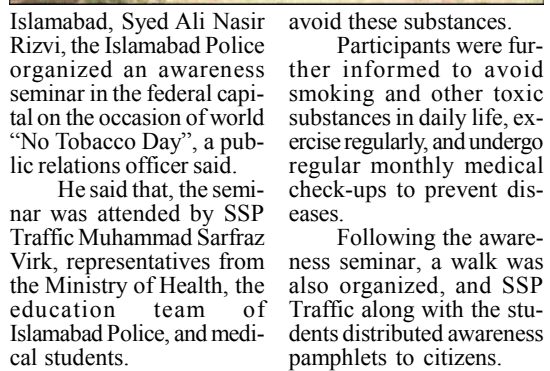 Islamabad, Syed Ali Nasir
Rizvi, the Islamabad Police
organized an awareness
seminar in the federal capi-
tal on the occasion of world
“No Tobacco Day”, a pub-
lic relations officer said.
He said that, the semi-
nar was attended by SSP
Traffic Muhammad Sarfraz
Virk, representatives from
the Ministry of Health, the
education team of
Islamabad Police, and medi-
cal students.
avoid these substances.
Participants were fur-
ther informed to avoid
smoking and other toxic
substances in daily life, ex-
ercise regularly, and undergo
regular monthly medical
check-ups to prevent dis-
eases.
Following the aware-
ness seminar, a walk was
also organized, and SSP
Traffic along with the stu-
dents distributed awareness
pamphlets to citizens.